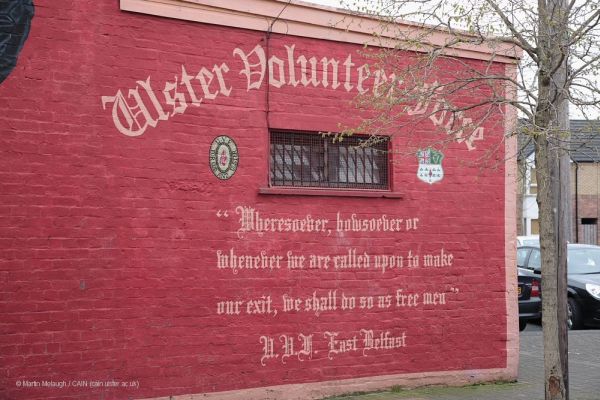 Ulster Volunteer Force
“ Wheresoever, howsoever or
whenever we are called upon to make
our exit, we shall do so as free men ”
U.V.F. East Belfast
© Martin Melaugh / CAIN (cain.ulster.ac.uk)